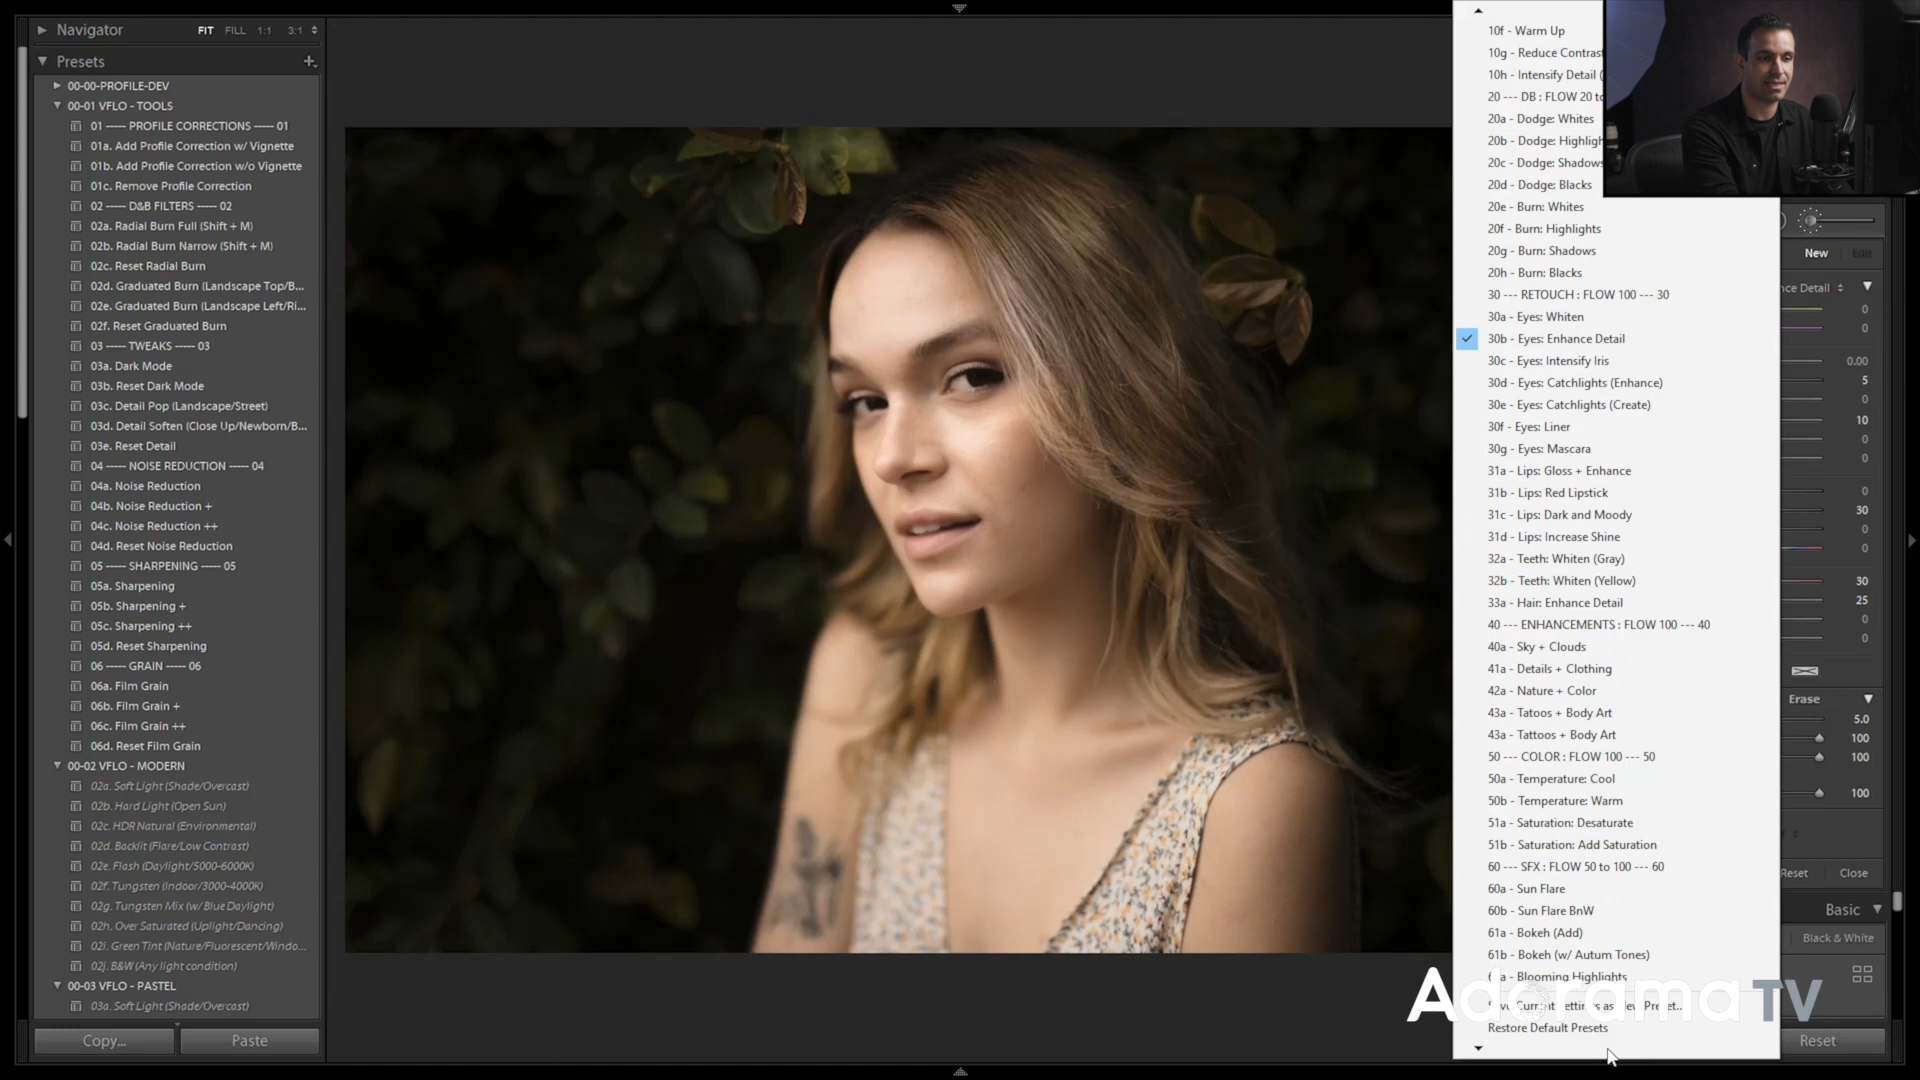 Navigator
FIT FILL 1:1 3:1
Presets
00-00-PROFILE-DEV
00-01 VFLO - TOOLS
01 ----- PROFILE CORRECTIONS ----- 01
01a. Add Profile Correction w/ Vignette
01b. Add Profile Correction w/o Vignette
01c. Remove Profile Correction
02 ----- D&B FILTERS ----- 02
02a. Radial Burn Full (Shift + M)
02b. Radial Burn Narrow (Shift + M)
02c. Reset Radial Burn
02d. Graduated Burn (Landscape Top/B...
02e. Graduated Burn (Landscape Left/Ri...
02f. Reset Graduated Burn
03 ----- TWEAKS ----- 03
03a. Dark Mode
03b. Reset Dark Mode
03c. Detail Pop (Landscape/Street)
03d. Detail Soften (Close Up/Newborn/B...
03e. Reset Detail
04 ----- NOISE REDUCTION ----- 04
04a. Noise Reduction
04b. Noise Reduction +
04c. Noise Reduction ++
04d. Reset Noise Reduction
05 ----- SHARPENING ----- 05
05a. Sharpening
05b. Sharpening +
05c. Sharpening ++
05d. Reset Sharpening
06 ----- GRAIN ----- 06
06a. Film Grain
06b. Film Grain +
06c. Film Grain ++
06d. Reset Film Grain
00-02 VFLO - MODERN
02a. Soft Light (Shade/Overcast)
02b. Hard Light (Open Sun)
02c. HDR Natural (Environmental)
02d. Backlit (Flare/Low Contrast)
02e. Flash (Daylight/5000-6000K)
02f. Tungsten (Indoor/3000-4000K)
02g. Tungsten Mix (w/ Blue Daylight)
02h. Over Saturated (Uplight/Dancing)
02i. Green Tint (Nature/Fluorescent/Windo...
02j. B&W (Any light condition)
00-03 VFLO - PASTEL
03a. Soft Light (Shade/Overcast)
Copy... Paste
10f - Warm Up
10g - Reduce Contrast
10h - Intensify Detail (
20 --- DB : FLOW 20 to
20a - Dodge: Whites
20b - Dodge: Highligh
20c - Dodge: Shadows
20d - Dodge: Blacks
20e - Burn: Whites
20f - Burn: Highlights
20g - Burn: Shadows
20h - Burn: Blacks
30 --- RETOUCH : FLOW 100 --- 30
30a - Eyes: Whiten
30b - Eyes: Enhance Detail
30c - Eyes: Intensify Iris
30d - Eyes: Catchlights (Enhance)
30e - Eyes: Catchlights (Create)
30f - Eyes: Liner
30g - Eyes: Mascara
31a - Lips: Gloss + Enhance
31b - Lips: Red Lipstick
31c - Lips: Dark and Moody
31d - Lips: Increase Shine
32a - Teeth: Whiten (Gray)
32b - Teeth: Whiten (Yellow)
33a - Hair: Enhance Detail
40 --- ENHANCEMENTS : FLOW 100 --- 40
40a - Sky + Clouds
41a - Details + Clothing
42a - Nature + Color
43a - Tatoos + Body Art
43a - Tattoos + Body Art
50 --- COLOR : FLOW 100 --- 50
50a - Temperature: Cool
50b - Temperature: Warm
51a - Saturation: Desaturate
51b - Saturation: Add Saturation
60 --- SFX : FLOW 50 to 100 --- 60
60a - Sun Flare
60b - Sun Flare BnW
61a - Bokeh (Add)
61b - Bokeh (w/ Autum Tones)
Blooming Highlights
Preset...
Restore Default Presets
New Edit
nce Detail
0
0
0.00
5
0
10
0
0
0
30
0
0
30
25
0
0
Erase
5.0
100
100
100
Reset Close
Basic
Black & White
Adorama TV
Reset